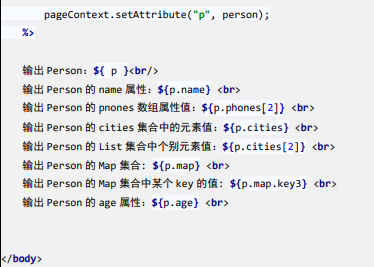 pageContext.setAttribute("p", person);
%>
输出 Person：${ p }<br/>
输出 Person 的 name 属性：${p.name} <br>
输出 Person 的 pnones 数组属性值：${p.phones[2]} <br>
输出 Person 的 cities 集合中的元素值：${p.cities} <br>
输出 Person 的 List 集合中个别元素值：${p.cities[2]} <br>
输出 Person 的 Map 集合: ${p.map} <br>
输出 Person 的 Map 集合中某个 key 的值: ${p.map.key3} <br>
输出 Person 的 age 属性：${p.age} <br>
</body>